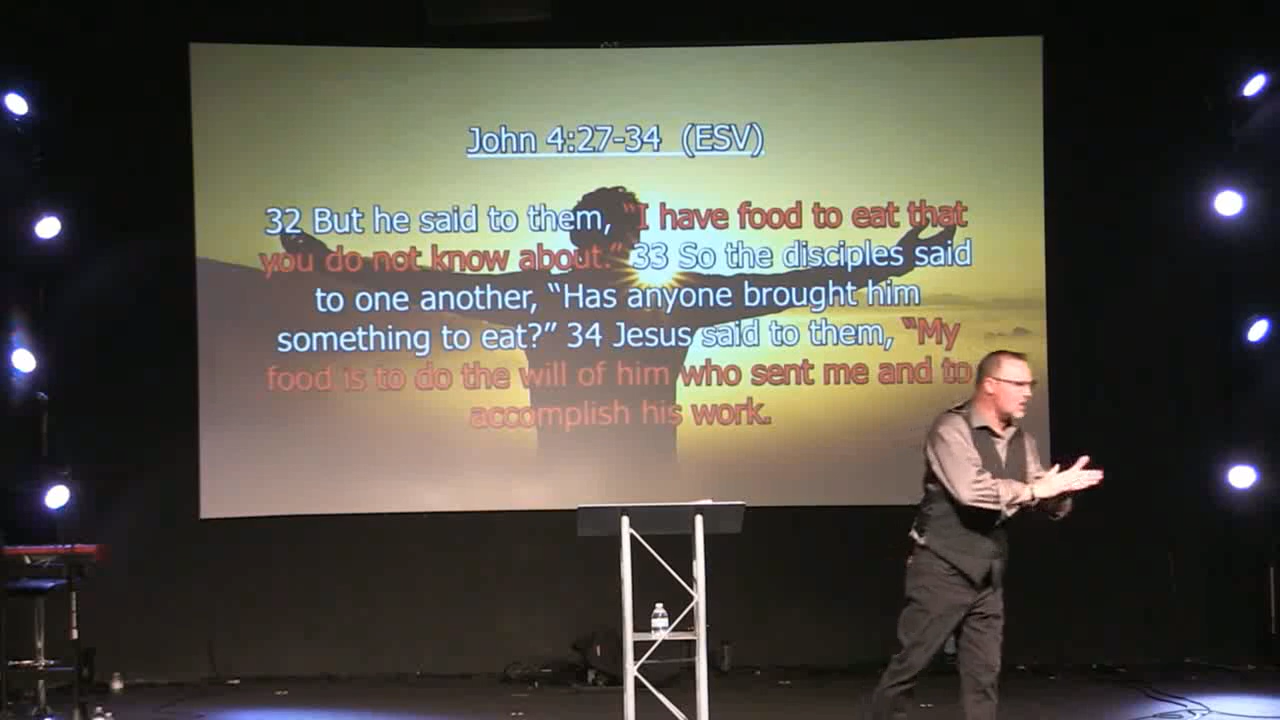 John 4:27-34 (ESV)
32 But he said to them, “I have food to eat that
you do not know about.” 33 So the disciples said
to one another, “Has anyone brought him
something to eat?” 34 Jesus said to them, “My
food is to do the will of him who sent me and to
accomplish his work.